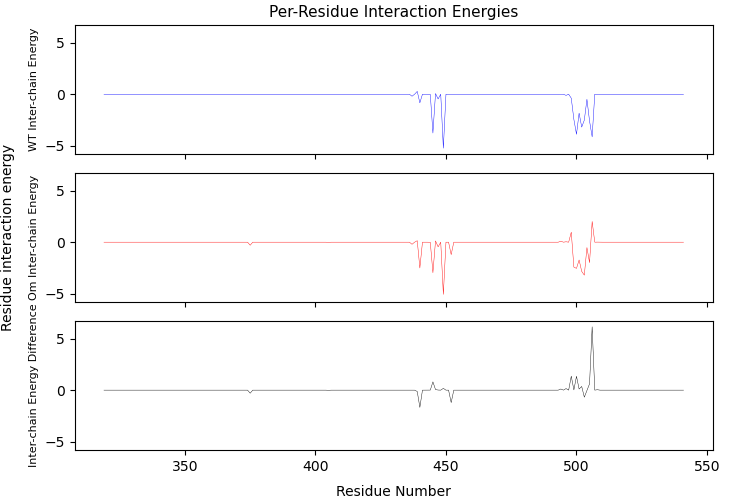 Per-Residue Interaction Energies
Residue interaction energy
WT Inter-chain Energy
5
0
−5
Om Inter-chain Energy
5
0
−5
Inter-chain Energy Difference
5
0
−5
350
400
450
500
550
Residue Number